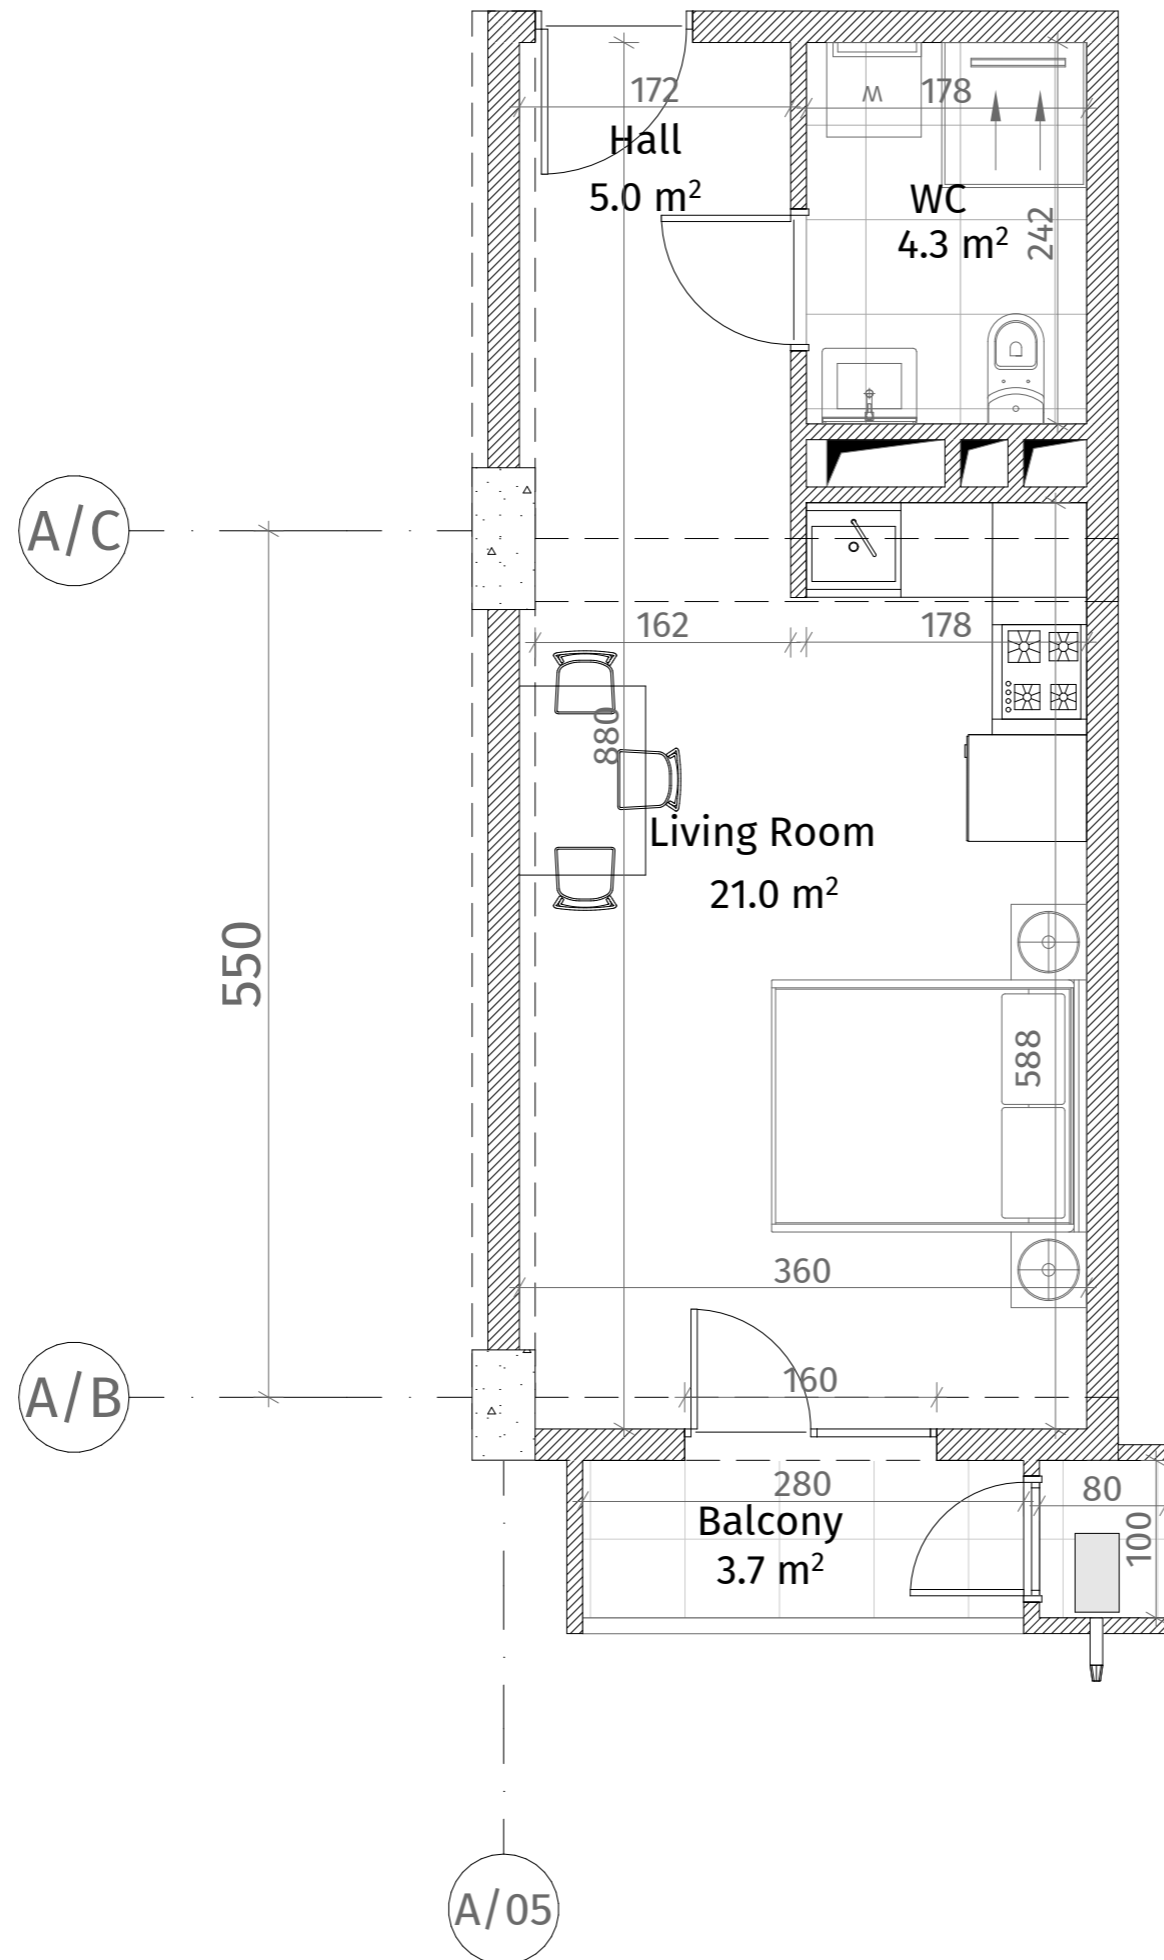 172
178
Hall
5.0 m²
W
WC
4.3 m²
242
A/C
162
178
880
Living Room
21.0 m²
550
588
360
A/B
160
280
80
Balcony
3.7 m²
100
A/05